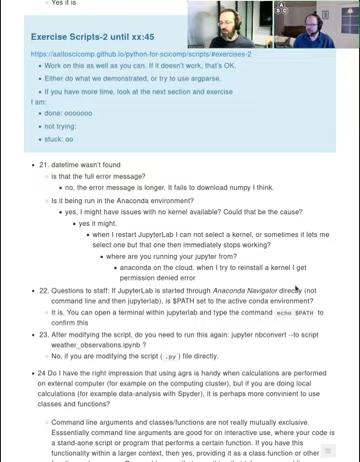 Yes it is
Exercise Scripts-2 until xx:45
https://aaltoscicomp.github.io/python-for-scicomp/scripts/#exercises-2
Work on this as well as you can. If it doesn't work, that's OK.
Either do what we demonstrated, or try to use argparse.
If you have more time, look at the next section and exercise
I am:
done: ooooooo
not trying:
stuck: oo
21. datetime wasn't found
is that the full error message?
no, the error message is longer. It fails to download numpy I think.
Is it being run in the Anaconda environment?
yes, I might have issues with no kernel available? Could that be the cause?
yes it might.
when I restart JupyterLab I can not select a kernel, or sometimes it lets me
select one but that one then immediately stops working?
where are you running your jupyter from?
anaconda on the cloud. when I try to reinstall a kernel I get
permission denied error
22. Questions to staff: If JupyterLab is started through Anaconda Navigator directly (not
command line and then jupyterlab), is $PATH set to the active conda environment?
It is. You can open a terminal within jupyterlab and type the command echo $PATH to
confirm this
23. After modifying the script, do you need to run this again: jupyter nbconvert --to script
weather_observations.ipynb ?
No, if you are modifying the script ( .py ) file directly.
24 Do I have the right impression that using agrs is handy when calculations are performed
on external computer (for example on the computing cluster), but if you are doing local
calculations (for example data-analysis with Spyder), it is perhaps more convinient to use
classes and functions?
Command line arguments and classes/functions are not really mutually exclusive.
Esssentially command line arguments are good for on interactive use, where your code is
a stand-aone script or program that performs a certain function. If you have this
functionality within a larger context, then yes, providing it as a class function or other